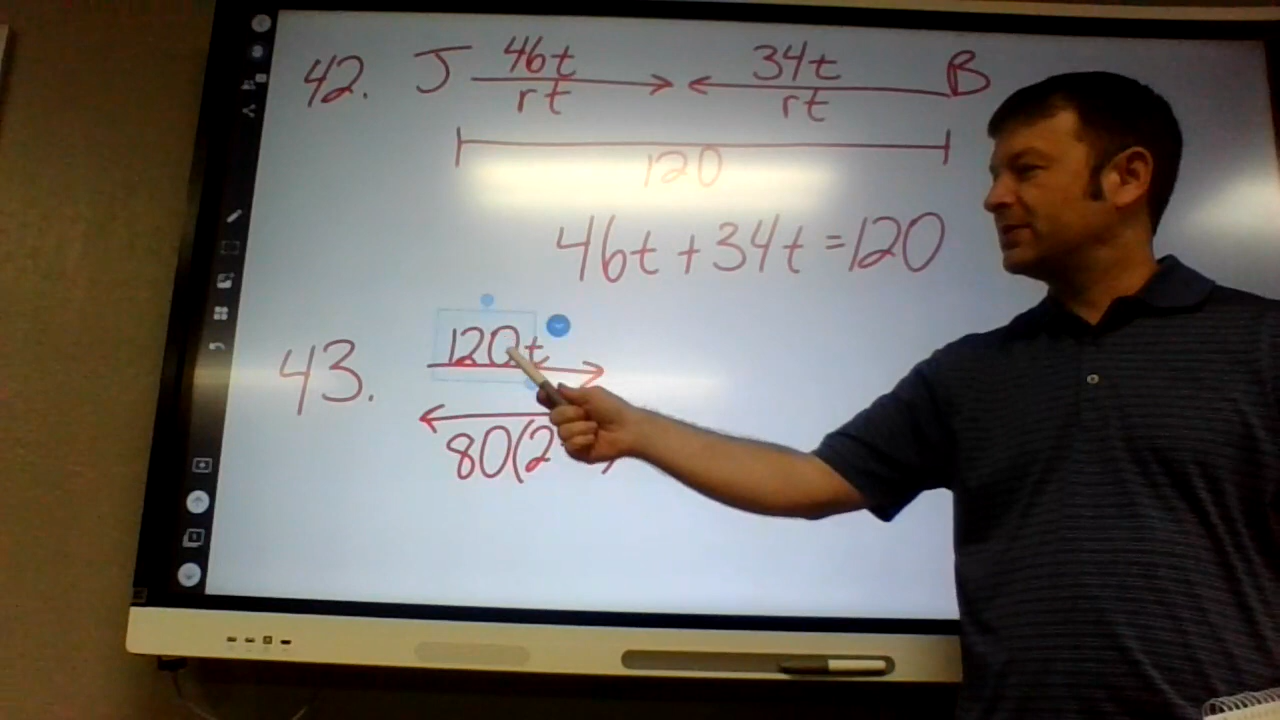 42. J 46t 34t B
rt rt
120
46t + 34t = 120
43. 120t
80(2